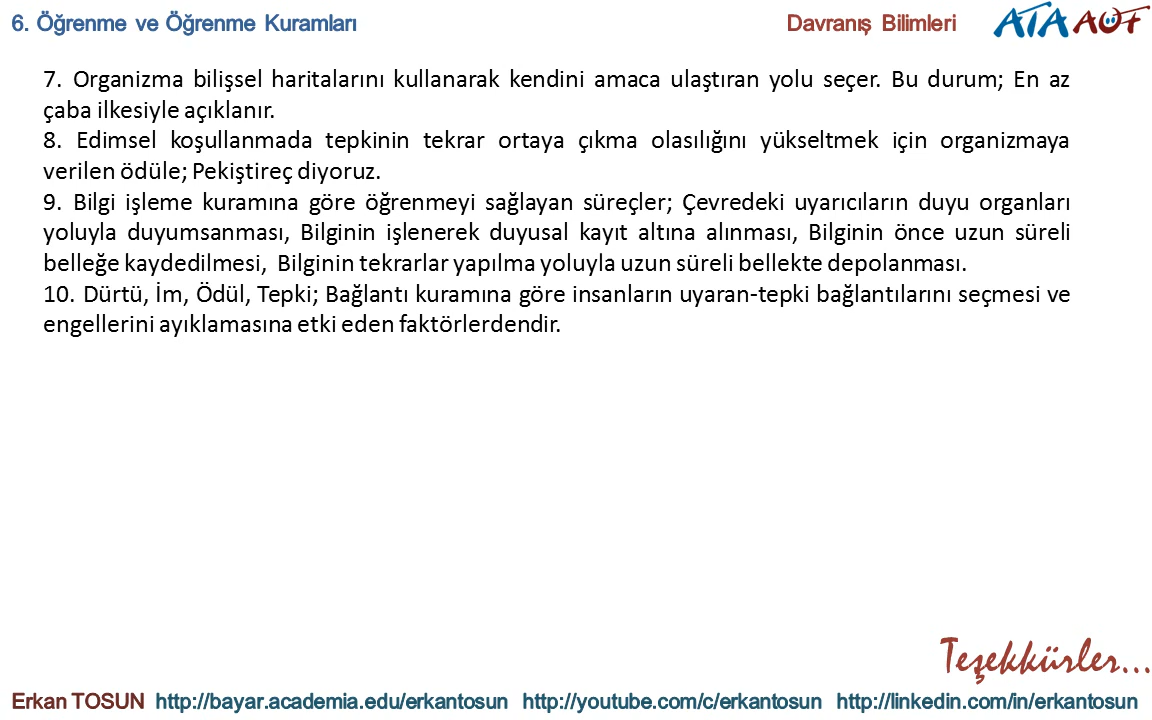 6. Öğrenme ve Öğrenme Kuramları Davranış Bilimleri ATA AÖF
7. Organizma bilişsel haritalarını kullanarak kendini amaca ulaştıran yolu seçer. Bu durum; En az
çaba ilkesiyle açıklanır.
8. Edimsel koşullanmada tepkinin tekrar ortaya çıkma olasılığını yükseltmek için organizmaya
verilen ödüle; Pekiştireç diyoruz.
9. Bilgi işleme kuramına göre öğrenmeyi sağlayan süreçler; Çevredeki uyarıcıların duyu organları
yoluyla duyumsanması, Bilginin işlenerek duyusal kayıt altına alınması, Bilginin önce uzun süreli
belleğe kaydedilmesi, Bilginin tekrarlar yapılma yoluyla uzun süreli bellekte depolanması.
10. Dürtü, İm, Ödül, Tepki; Bağlantı kuramına göre insanların uyaran-tepki bağlantılarını seçmesi ve
engellerini ayıklamasına etki eden faktörlerdendir.
Teşekkürler...
Erkan TOSUN http://bayar.academia.edu/erkantosun http://youtube.com/c/erkantosun http://linkedin.com/in/erkantosun